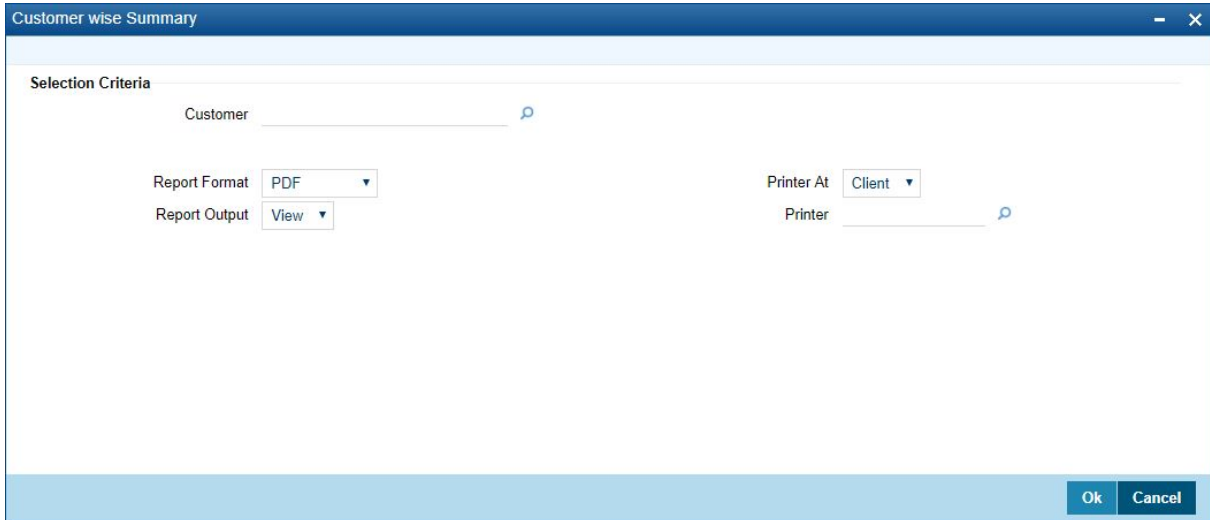 Customer wise Summary
Selection Criteria
Customer
Report Format PDF Printer At Client
Report Output View Printer
Ok Cancel